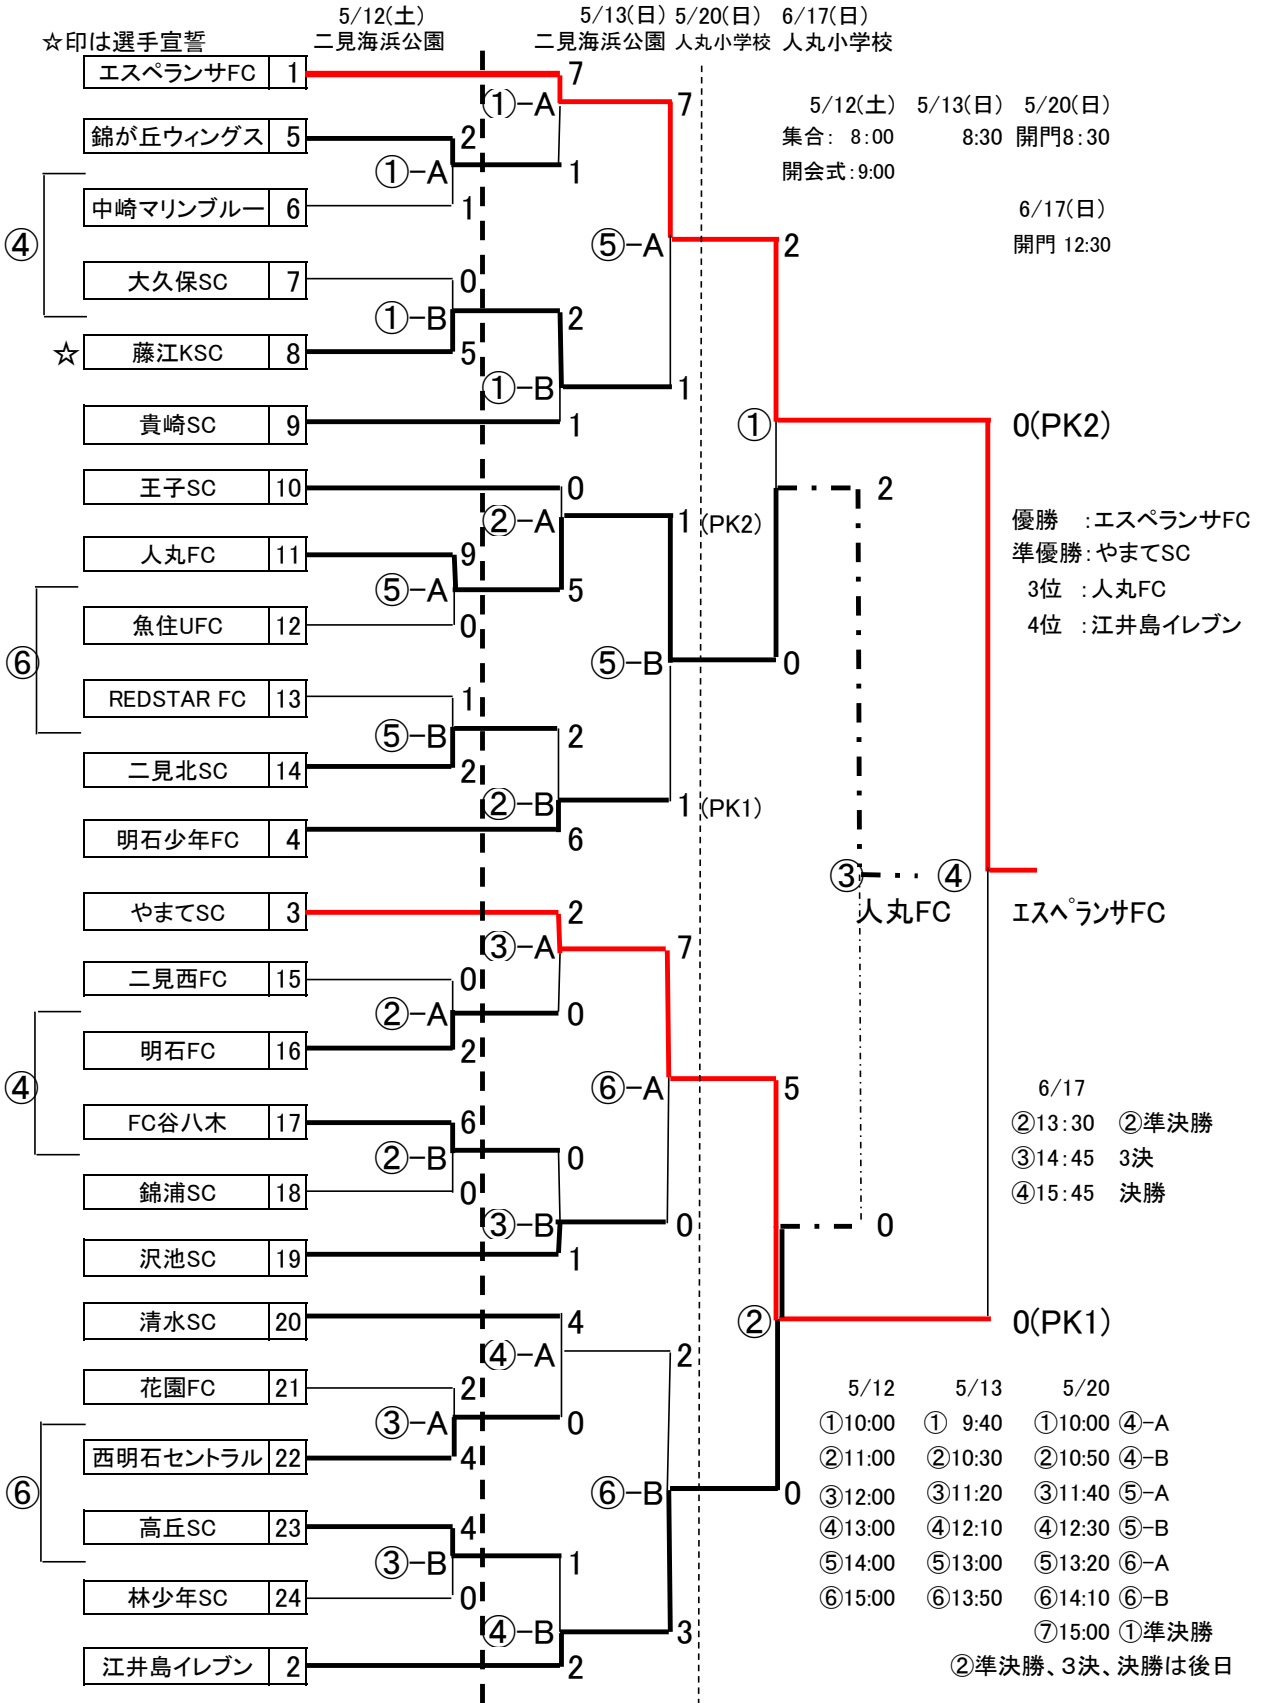 5/12(土)
5/13(日) 5/20(日) 6/17(日)
☆印は選手宣誓
二見海浜公園
二見海浜公園 人丸小学校 人丸小学校
エスペランサFC 1
7
①-A
7
5/12(土) 5/13(日) 5/20(日)
錦が丘ウィングス 5
2
集合: 8:00 8:30 開門8:30
①-A
1
開会式:9:00
中崎マリンブルー 6
1
6/17(日)
④
⑤-A
2
開門 12:30
大久保SC 7
0
①-B
2
☆ 藤江KSC 8
5
①-B
1
貴崎SC 9
1
①
0(PK2)
王子SC 10
0
2
②-A
1 (PK2)
優勝 :エスペランサFC
人丸FC 11
9
準優勝:やまてSC
⑤-A
5
3位 :人丸FC
魚住UFC 12
0
4位 :江井島イレブン
⑥
⑤-B
0
REDSTAR FC 13
1
⑤-B
2
二見北SC 14
2
②-B
1 (PK1)
明石少年FC 4
6
③ ④
やまてSC 3
2
人丸FC エスペランサFC
③-A
7
二見西FC 15
0
②-A
0
明石FC 16
2
④
⑥-A
5
6/17
FC谷八木 17
6
②13:30 ②準決勝
②-B
0
③14:45 3決
錦浦SC 18
0
④15:45 決勝
③-B
0
0
沢池SC 19
1
清水SC 20
4
②
0(PK1)
④-A
2
花園FC 21
2
5/12 5/13 5/20
③-A
0
①10:00 ① 9:40 ①10:00 ④-A
西明石セントラル 22
4
②11:00 ②10:30 ②10:50 ④-B
⑥
⑥-B
0
③12:00 ③11:20 ③11:40 ⑤-A
高丘SC 23
4
④13:00 ④12:10 ④12:30 ⑤-B
③-B
1
⑤14:00 ⑤13:00 ⑤13:20 ⑥-A
林少年SC 24
0
⑥15:00 ⑥13:50 ⑥14:10 ⑥-B
④-B
3
⑦15:00 ①準決勝
江井島イレブン 2
2
②準決勝、3決、決勝は後日